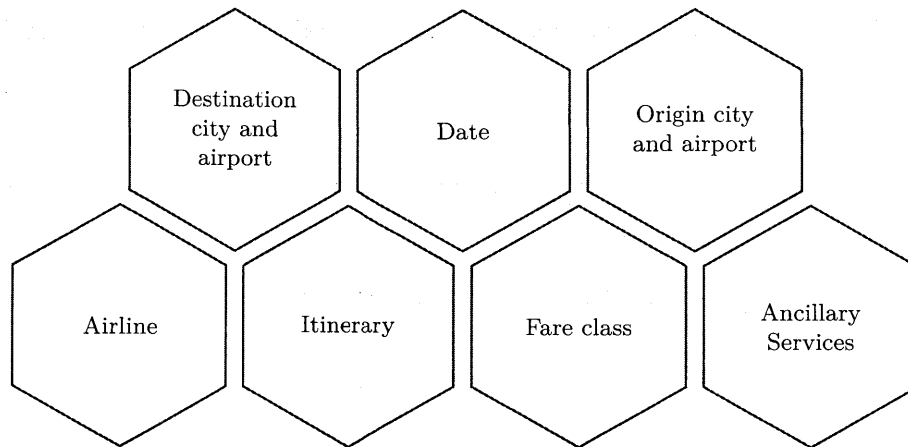 Destination
city and
airport
Date
Origin city
and airport
Airline
Itinerary
Fare class
Ancillary
Services